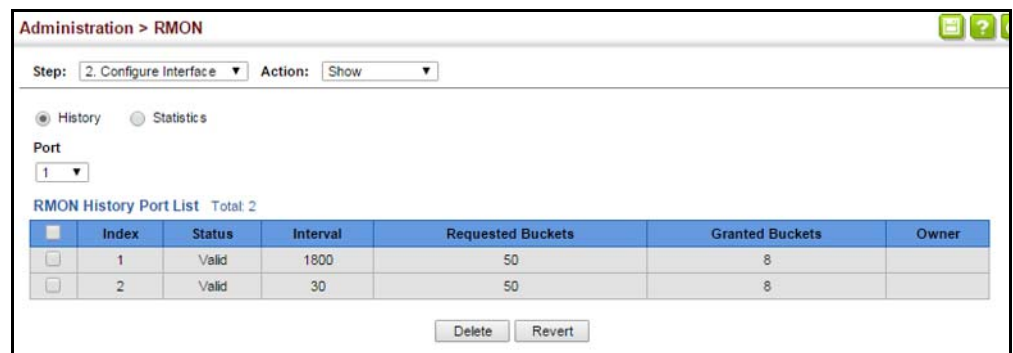 Administration > RMON
?
Step: 2. Configure Interface Action: Show
History Statistics
Port
1
RMON History Port List Total: 2
Index Status Interval Requested Buckets Granted Buckets Owner
1 Valid 1800 50 8
2 Valid 30 50 8
Delete Revert